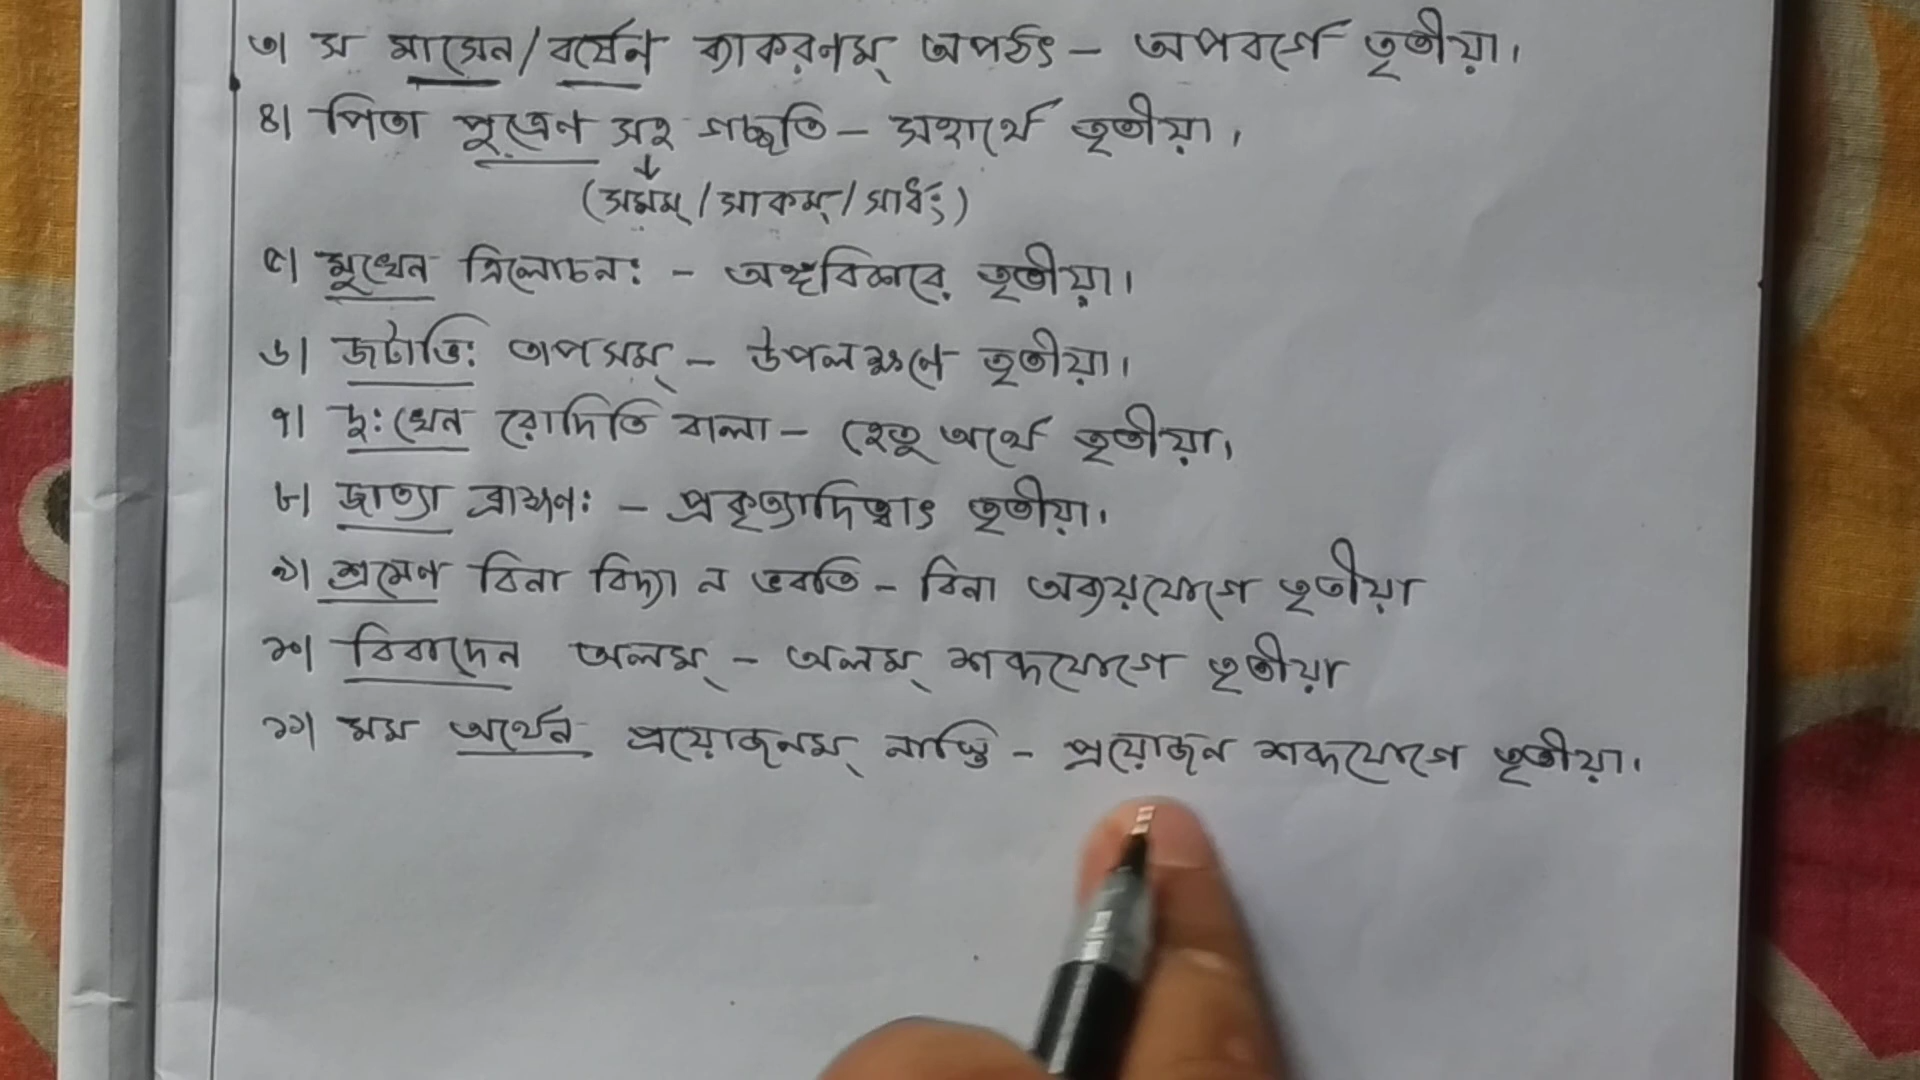 ৩। স মাসেন/বর্ষেণ ব্যাকরণম্ অপঠৎ – অপবর্গে তৃতীয়া।
৪। পিতা পুত্রেণ সহ গচ্ছতি – সহার্থে তৃতীয়া।
(সমম্/সাকম্/সার্ধং)
৫। মুখেন ত্রিলোচনঃ – অঙ্গবিকারে তৃতীয়া।
৬। জটাভিঃ তাপসম্ – উপলক্ষণে তৃতীয়া।
৭। দুঃখেন রোদিতি বালা – হেতু অর্থে তৃতীয়া।
৮। জাত্যা ব্রাহ্মণঃ – প্রকৃত্যাদিত্বাৎ তৃতীয়া।
৯। শ্রমেণ বিনা বিদ্যা ন ভবতি – বিনা অব্যয়যোগে তৃতীয়া
১০। বিবাদেন অলম্ – অলম্ শব্দযোগে তৃতীয়া
১১। মম অর্থেন প্রয়োজনম্ নাস্তি – প্রয়োজন শব্দযোগে তৃতীয়া।